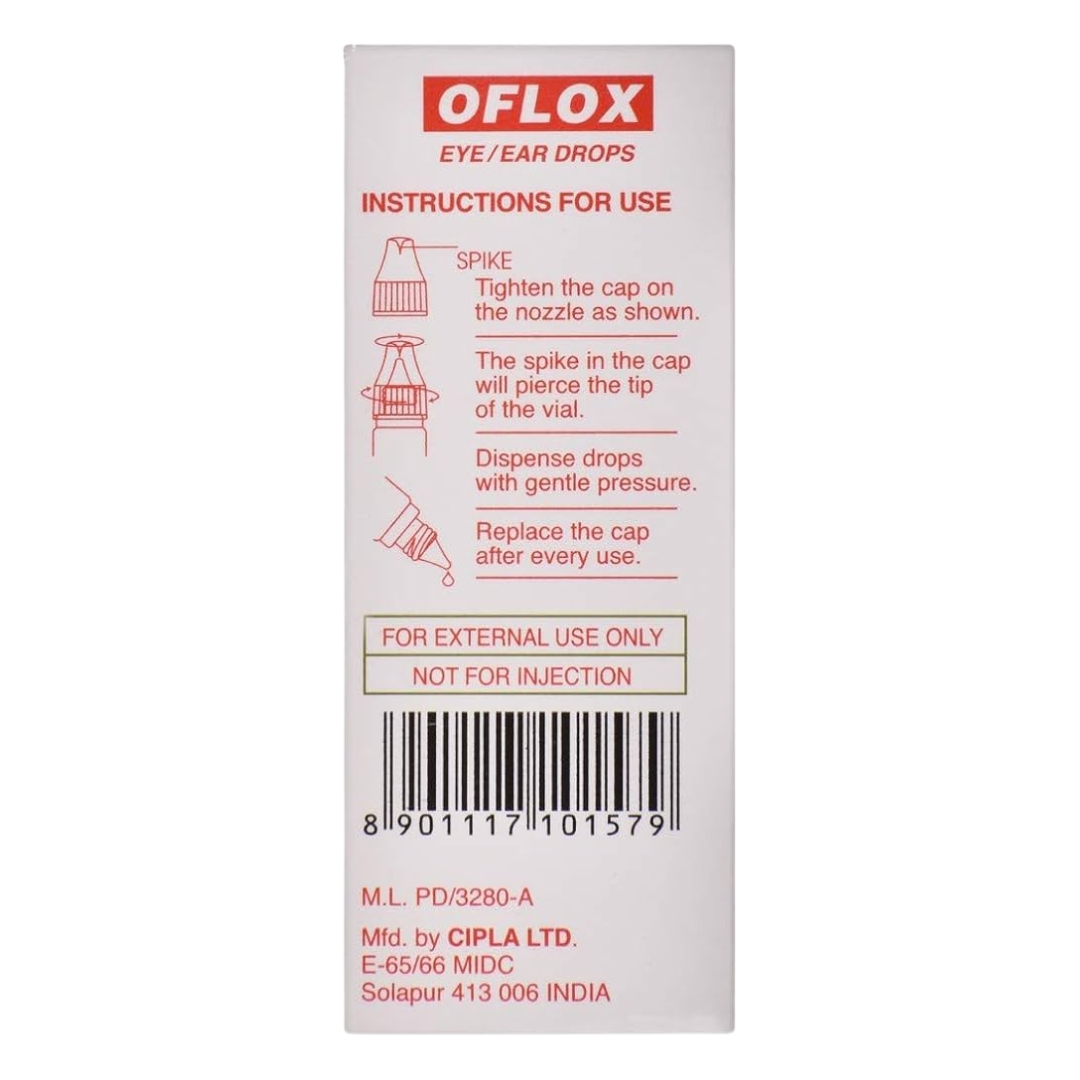 OFLOX
EYE/EAR DROPS
INSTRUCTIONS FOR USE
SPIKE
Tighten the cap on
the nozzle as shown.
The spike in the cap
will pierce the tip
of the vial.
Dispense drops
with gentle pressure.
Replace the cap
after every use.
FOR EXTERNAL USE ONLY
NOT FOR INJECTION
8 901117 101579
M.L. PD/3280-A
Mfd. by CIPLA LTD.
E-65/66 MIDC
Solapur 413 006 INDIA